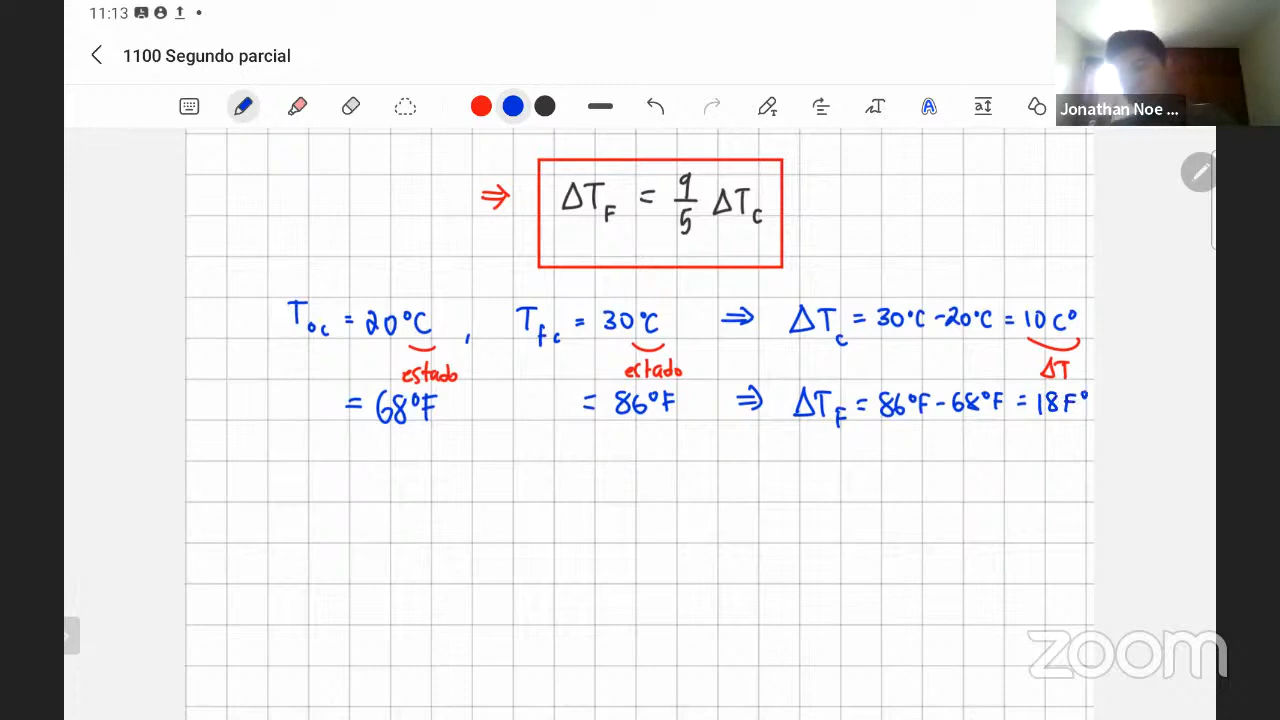 11:13
1100 Segundo parcial
Jonathan Noe ...
⇒ ΔT_F = 9/5 ΔT_C
T_oC = 20°C, T_fC = 30°C ⇒ ΔT_C = 30°C - 20°C = 10 C°
estado estado ΔT
= 68°F = 86°F ⇒ ΔT_F = 86°F - 68°F = 18F°
zoom